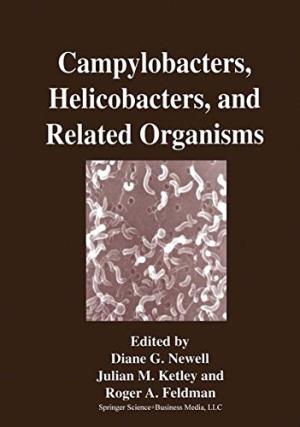 Campylobacters,
Helicobacters, and
Related Organisms
Edited by
Diane G. Newell
Julian M. Ketley and
Roger A. Feldman
Springer Science+Business Media, LLC